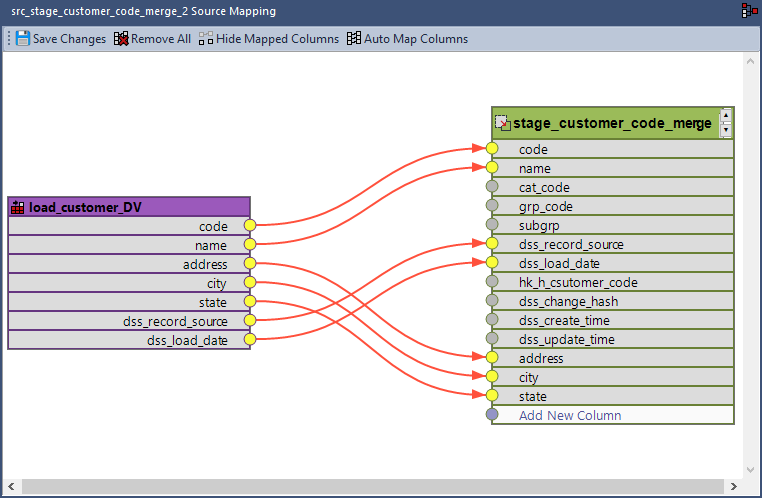 src_stage_customer_code_merge_2 Source Mapping
Save Changes Remove All Hide Mapped Columns Auto Map Columns
load_customer_DV
code
name
address
city
state
dss_record_source
dss_load_date
stage_customer_code_merge
code
name
cat_code
grp_code
subgrp
dss_record_source
dss_load_date
hk_h_csutomer_code
dss_change_hash
dss_create_time
dss_update_time
address
city
state
Add New Column